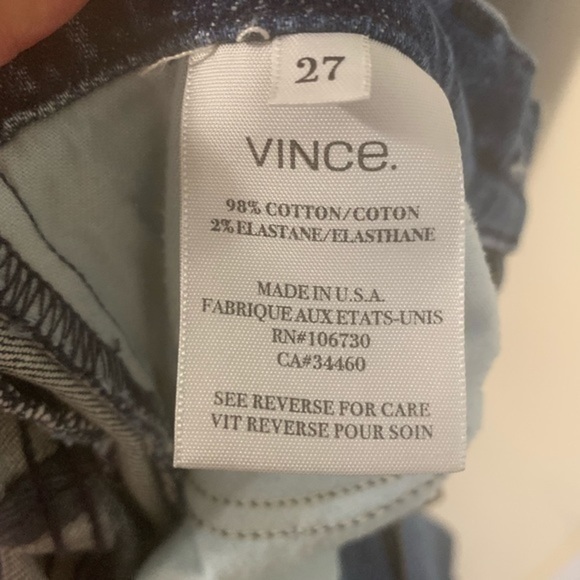 27
VINCe.
98% COTTON/COTON
2% ELASTANE/ELASTHANE
MADE IN U.S.A.
FABRIQUE AUX ETATS-UNIS
RN#106730
CA#34460
SEE REVERSE FOR CARE
VIT REVERSE POUR SOIN